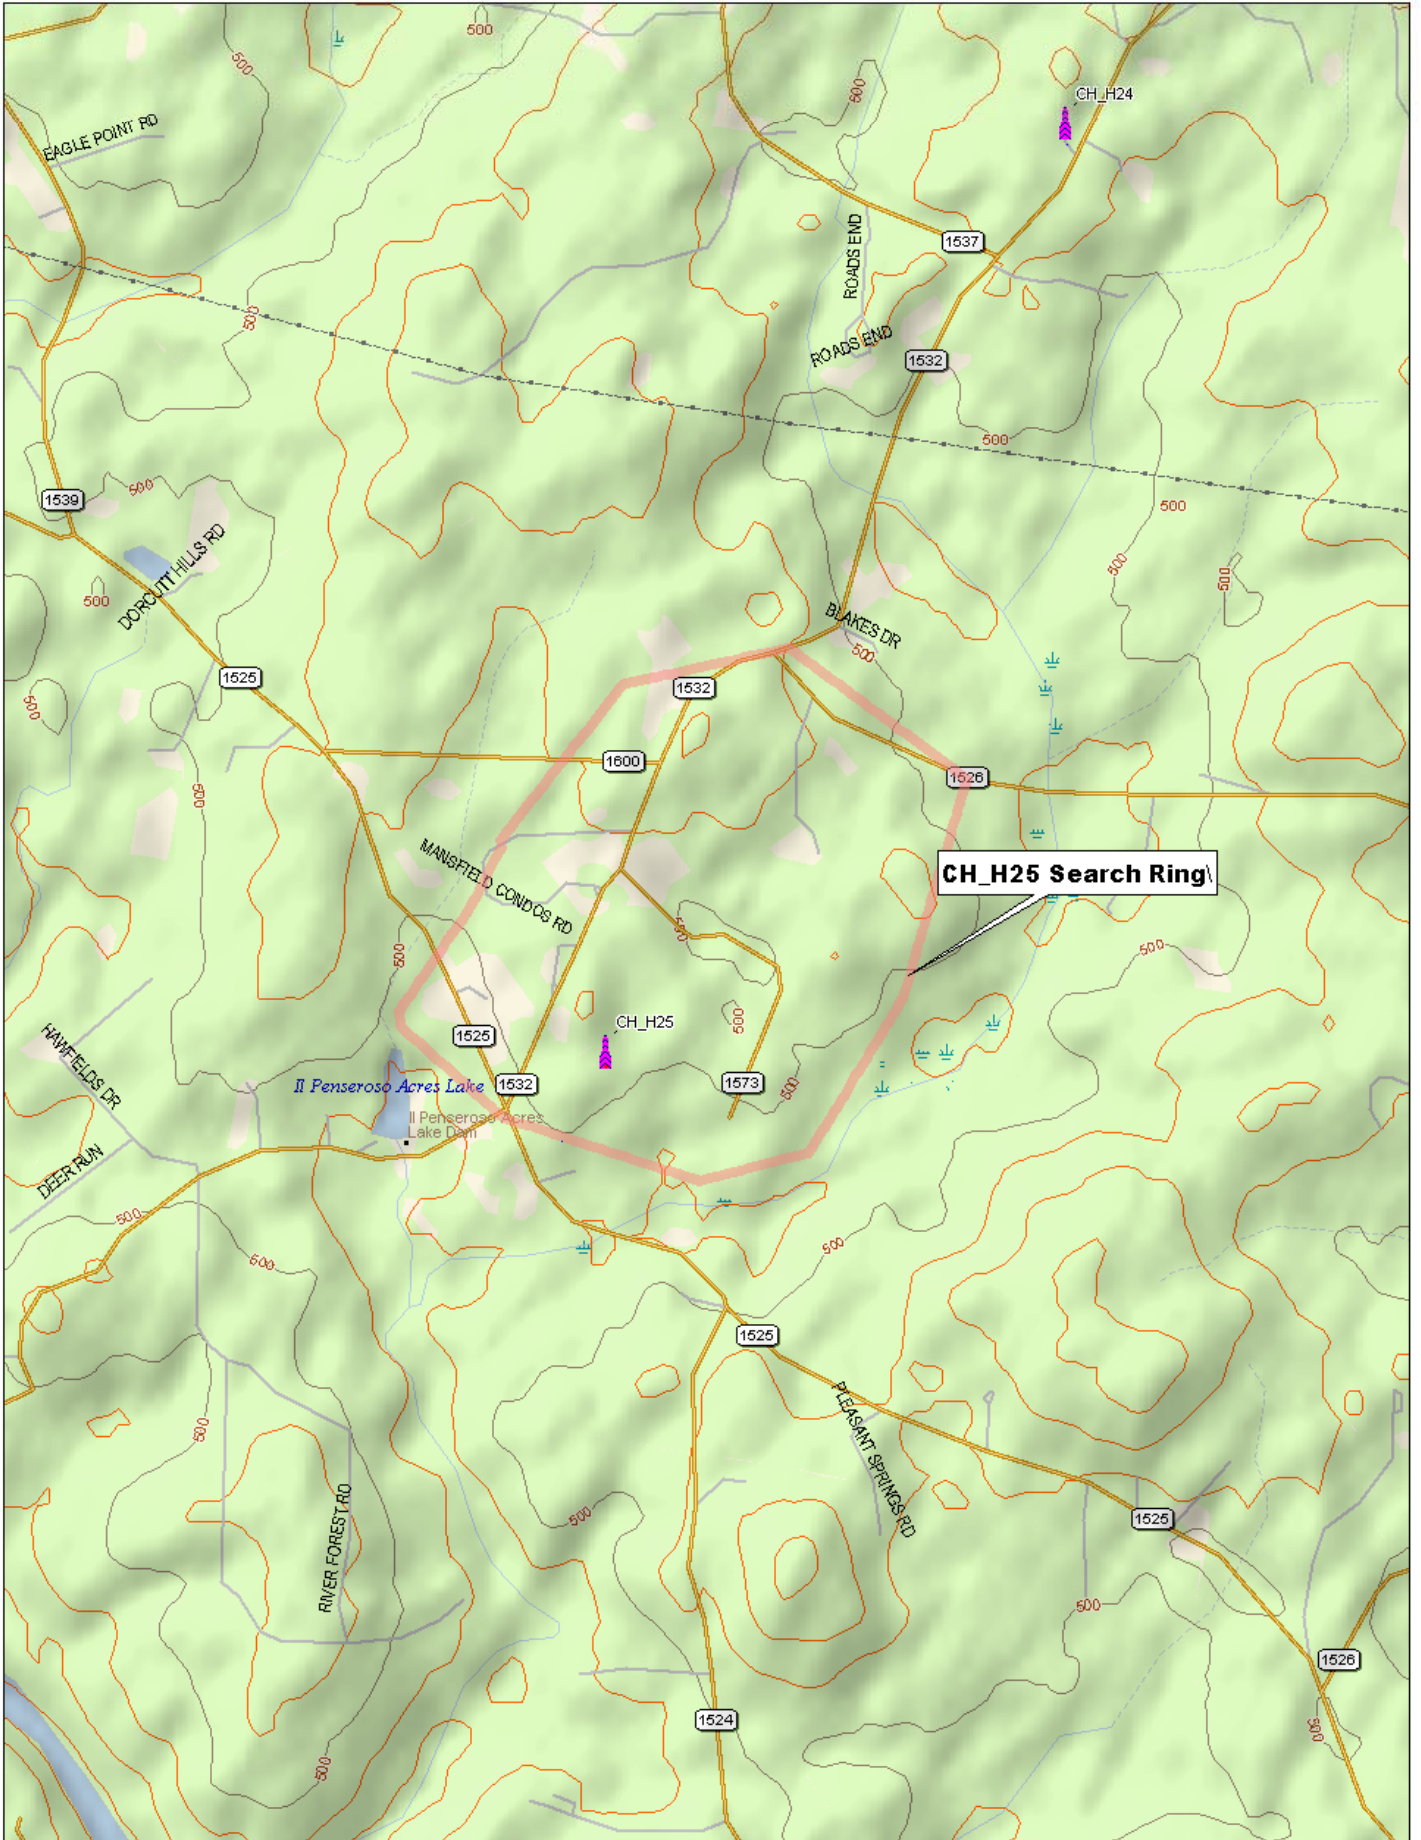 500
500
CH_H24
500
EAGLE POINT RD
ROADS END
1537
500
ROADS END
1532
500
500
1539
500
500
DORCUTT HILLS RD
500
500
500
BLAKES DR
500
1525
1532
500
1600
1526
500
MANSFIELD CONDOS RD
CH_H25 Search Ring\
500
500
500
CH_H25
500
1525
HAWFIELDS DR
Il Penseroso Acres Lake
1532
1573
500
Il Penseroso Acres
Lake Dam
DEER RUN
500
500
500
1525
PLEASANT SPRINGS RD
500
500
1525
RIVER FOREST RD
500
1526
1524
500
500